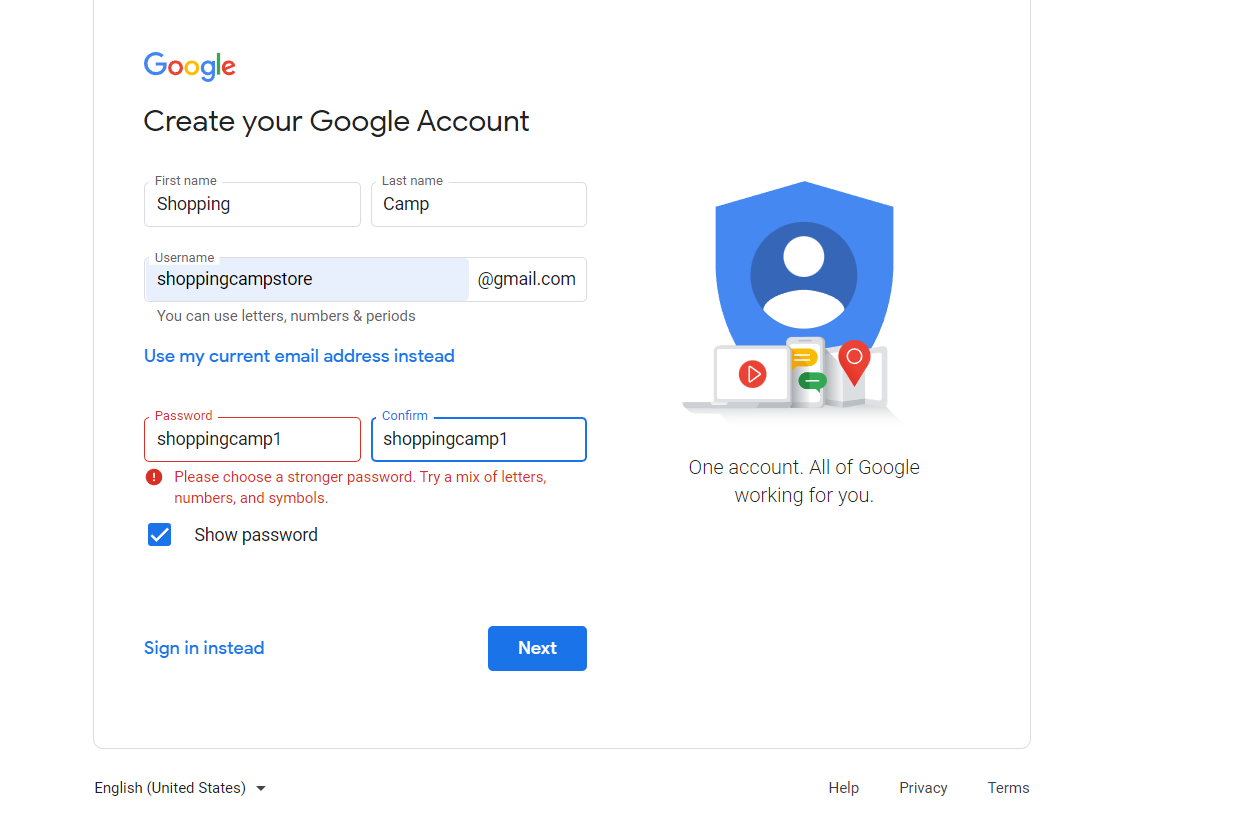 Google
Create your Google Account
First name
Last name
Shopping
Camp
Username
shoppingcampstore
@gmail.com
You can use letters, numbers & periods
Use my current email address instead
Password
Confirm
shoppingcamp1
shoppingcamp1
Please choose a stronger password. Try a mix of letters,
numbers, and symbols.
Show password
Sign in instead
Next
One account. All of Google
working for you.
English (United States)
Help
Privacy
Terms